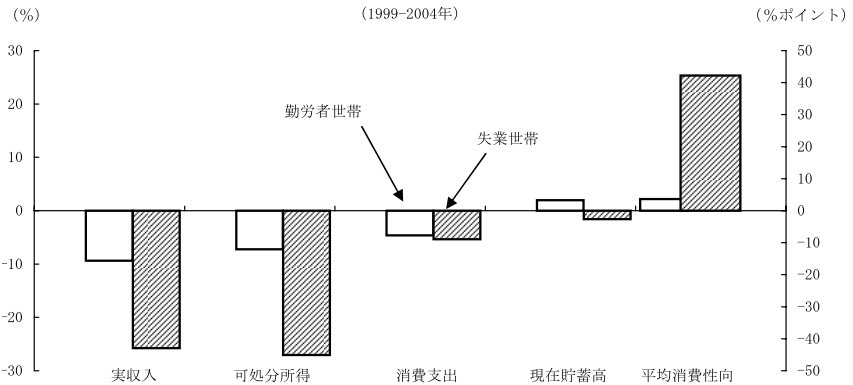 (%)
(1999-2004年)
(%ポイント)
30
20
10
0
-10
-20
-30
50
40
30
20
10
0
-10
-20
-30
-40
-50
勤労者世帯
失業世帯
実収入
可処分所得
消費支出
現在貯蓄高
平均消費性向